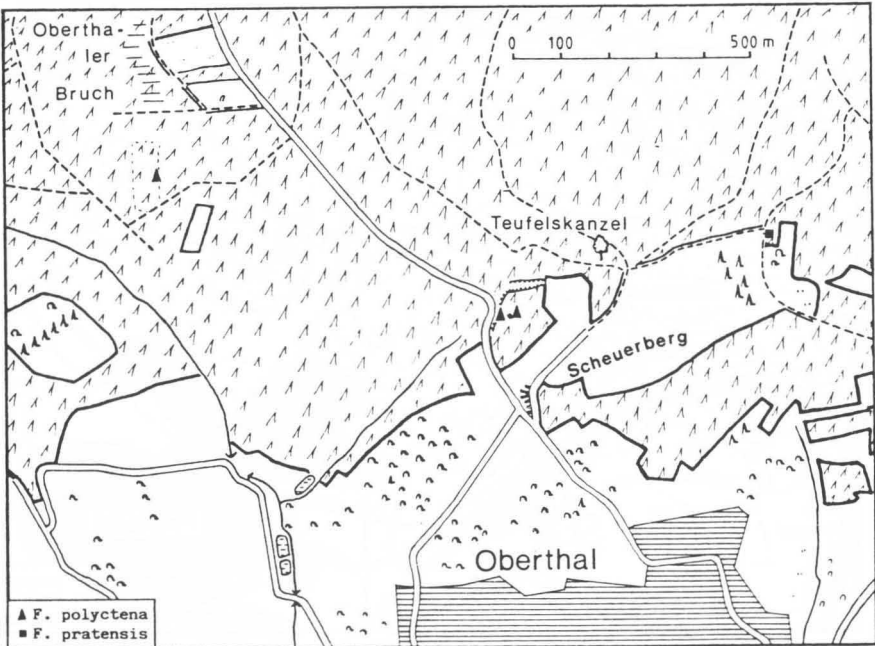 Obertha-
ler
Bruch
0 100 500 m
Teufelskanzel
Scheuerberg
Oberthal
▲ F. polyctena
■ F. pratensis